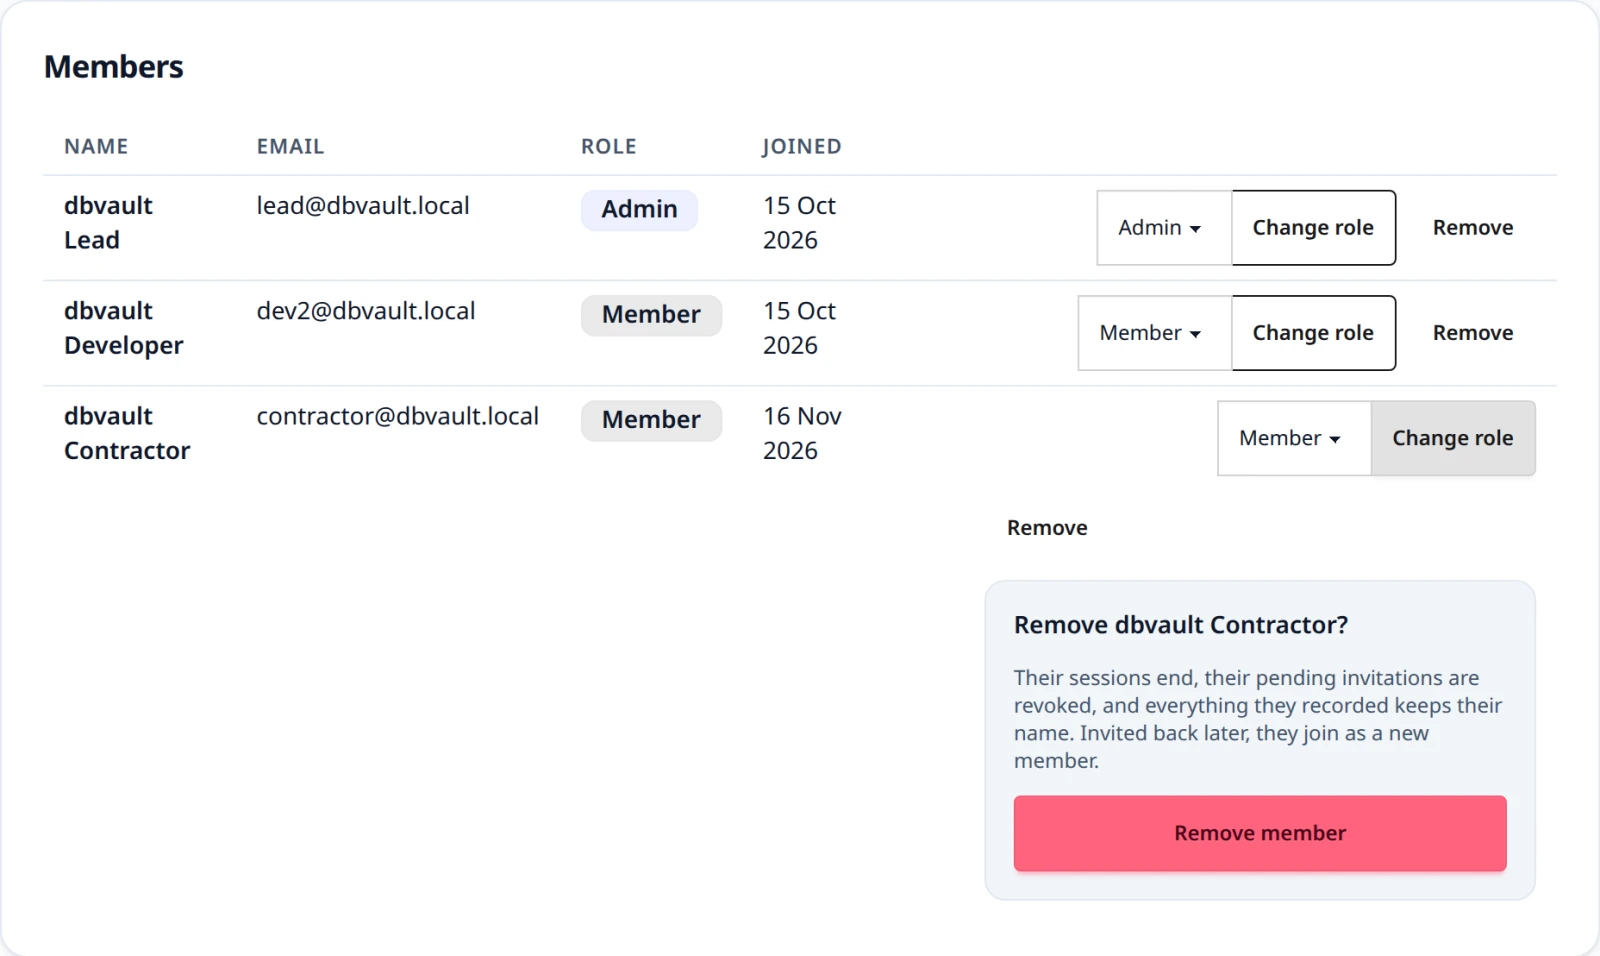 Members
NAME EMAIL ROLE JOINED
dbvault Lead lead@dbvault.local Admin 15 Oct 2026 Admin Change role Remove
dbvault Developer dev2@dbvault.local Member 15 Oct 2026 Member Change role Remove
dbvault Contractor contractor@dbvault.local Member 16 Nov 2026 Member Change role
Remove
Remove dbvault Contractor?
Their sessions end, their pending invitations are
revoked, and everything they recorded keeps their
name. Invited back later, they join as a new
member.
Remove member